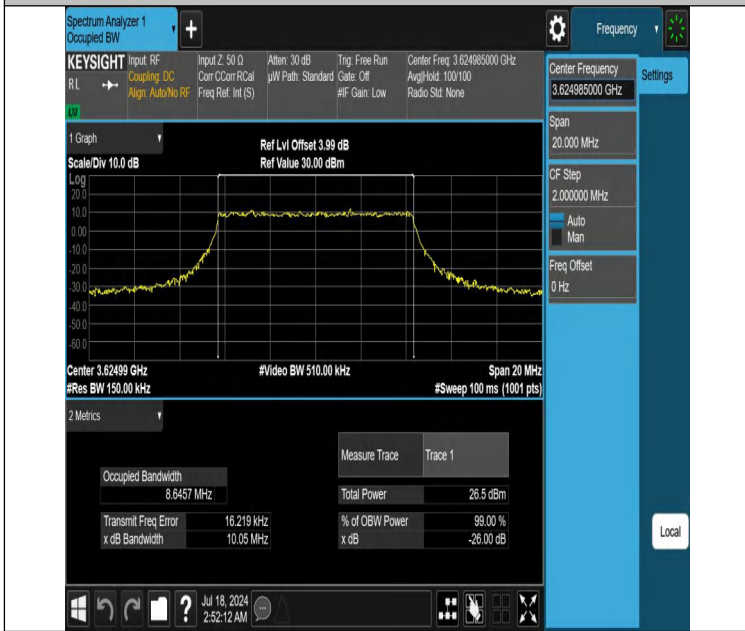 Spectrum Analyzer 1
Occupied BW
+
Frequency
KEYSIGHT
RL
LXI
Input: RF
Coupling: DC
Align: Auto/No RF
Input Z: 50 Ω
Corr CCorr RCal
Freq Ref: Int (S)
Atten: 30 dB
µW Path: Standard
Trig: Free Run
Gate: Off
#IF Gain: Low
Center Freq: 3.624985000 GHz
Avg|Hold: 100/100
Radio Std: None
Center Frequency
3.624985000 GHz
Settings
Span
20.000 MHz
CF Step
2.000000 MHz
Auto
Man
Freq Offset
0 Hz
1 Graph
Scale/Div 10.0 dB
Ref Lvl Offset 3.99 dB
Ref Value 30.00 dBm
Log
20.0
10.0
0.00
-10.0
-20.0
-30.0
-40.0
-50.0
-60.0
Center 3.62499 GHz
#Res BW 150.00 kHz
#Video BW 510.00 kHz
Span 20 MHz
#Sweep 100 ms (1001 pts)
2 Metrics
Measure Trace
Trace 1
Occupied Bandwidth
8.6457 MHz
Total Power
26.5 dBm
Transmit Freq Error
16.219 kHz
% of OBW Power
99.00 %
x dB Bandwidth
10.05 MHz
x dB
-26.00 dB
Local
?
Jul 18, 2024
2:52:12 AM